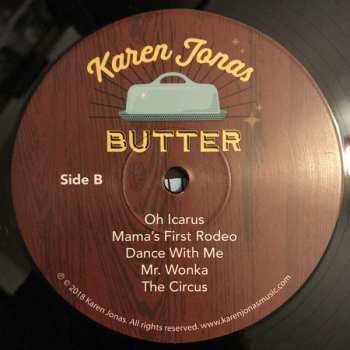 Karen Jonas
BUTTER
Side B
Oh Icarus
Mama's First Rodeo
Dance With Me
Mr. Wonka
The Circus
℗ © 2018 Karen Jonas. All rights reserved. www.karenjonasmusic.com